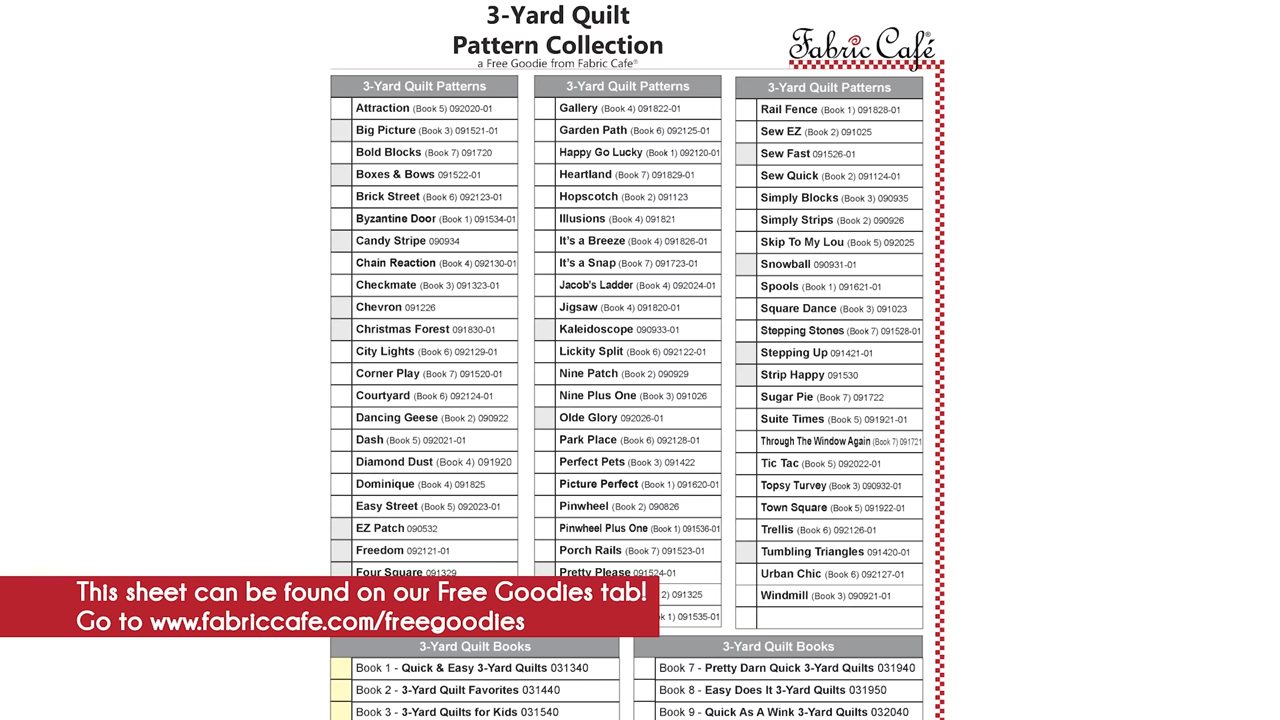 3-Yard Quilt
Pattern Collection
a Free Goodie from Fabric Cafe®
Fabric Café®
3-Yard Quilt Patterns
Attraction (Book 5) 092020-01
Big Picture (Book 3) 091521-01
Bold Blocks (Book 7) 091720
Boxes & Bows 091522-01
Brick Street (Book 6) 092123-01
Byzantine Door (Book 1) 091534-01
Candy Stripe 090934
Chain Reaction (Book 4) 092130-01
Checkmate (Book 3) 091323-01
Chevron 091226
Christmas Forest 091830-01
City Lights (Book 6) 092129-01
Corner Play (Book 7) 091520-01
Courtyard (Book 6) 092124-01
Dancing Geese (Book 2) 090922
Dash (Book 5) 092021-01
Diamond Dust (Book 4) 091920
Dominique (Book 4) 091825
Easy Street (Book 5) 092023-01
EZ Patch 090532
Freedom 092121-01
Four Square 091329
3-Yard Quilt Patterns
Gallery (Book 4) 091822-01
Garden Path (Book 6) 092125-01
Happy Go Lucky (Book 1) 092120-01
Heartland (Book 7) 091829-01
Hopscotch (Book 2) 091123
Illusions (Book 4) 091821
It's a Breeze (Book 4) 091826-01
It's a Snap (Book 7) 091723-01
Jacob's Ladder (Book 4) 092024-01
Jigsaw (Book 4) 091820-01
Kaleidoscope 090933-01
Lickity Split (Book 6) 092122-01
Nine Patch (Book 2) 090929
Nine Plus One (Book 3) 091026
Olde Glory 092026-01
Park Place (Book 6) 092128-01
Perfect Pets (Book 3) 091422
Picture Perfect (Book 1) 091620-01
Pinwheel (Book 2) 090826
Pinwheel Plus One (Book 1) 091536-01
Porch Rails (Book 7) 091523-01
Pretty Please 091524-01
2) 091325
1) 091535-01
3-Yard Quilt Patterns
Rail Fence (Book 1) 091828-01
Sew EZ (Book 2) 091025
Sew Fast 091526-01
Sew Quick (Book 2) 091124-01
Simply Blocks (Book 3) 090935
Simply Strips (Book 2) 090926
Skip To My Lou (Book 5) 092025
Snowball 090931-01
Spools (Book 1) 091621-01
Square Dance (Book 3) 091023
Stepping Stones (Book 7) 091528-01
Stepping Up 091421-01
Strip Happy 091530
Sugar Pie (Book 7) 091722
Suite Times (Book 5) 091921-01
Through The Window Again (Book 7) 091721
Tic Tac (Book 5) 092022-01
Topsy Turvey (Book 3) 090932-01
Town Square (Book 5) 091922-01
Trellis (Book 6) 092126-01
Tumbling Triangles 091420-01
Urban Chic (Book 6) 092127-01
Windmill (Book 3) 090921-01
This sheet can be found on our Free Goodies tab!
Go to www.fabriccafe.com/freegoodies
3-Yard Quilt Books
Book 1 - Quick & Easy 3-Yard Quilts 031340
Book 2 - 3-Yard Quilt Favorites 031440
Book 3 - 3-Yard Quilts for Kids 031540
3-Yard Quilt Books
Book 7 - Pretty Darn Quick 3-Yard Quilts 031940
Book 8 - Easy Does It 3-Yard Quilts 031950
Book 9 - Quick As A Wink 3-Yard Quilts 032040